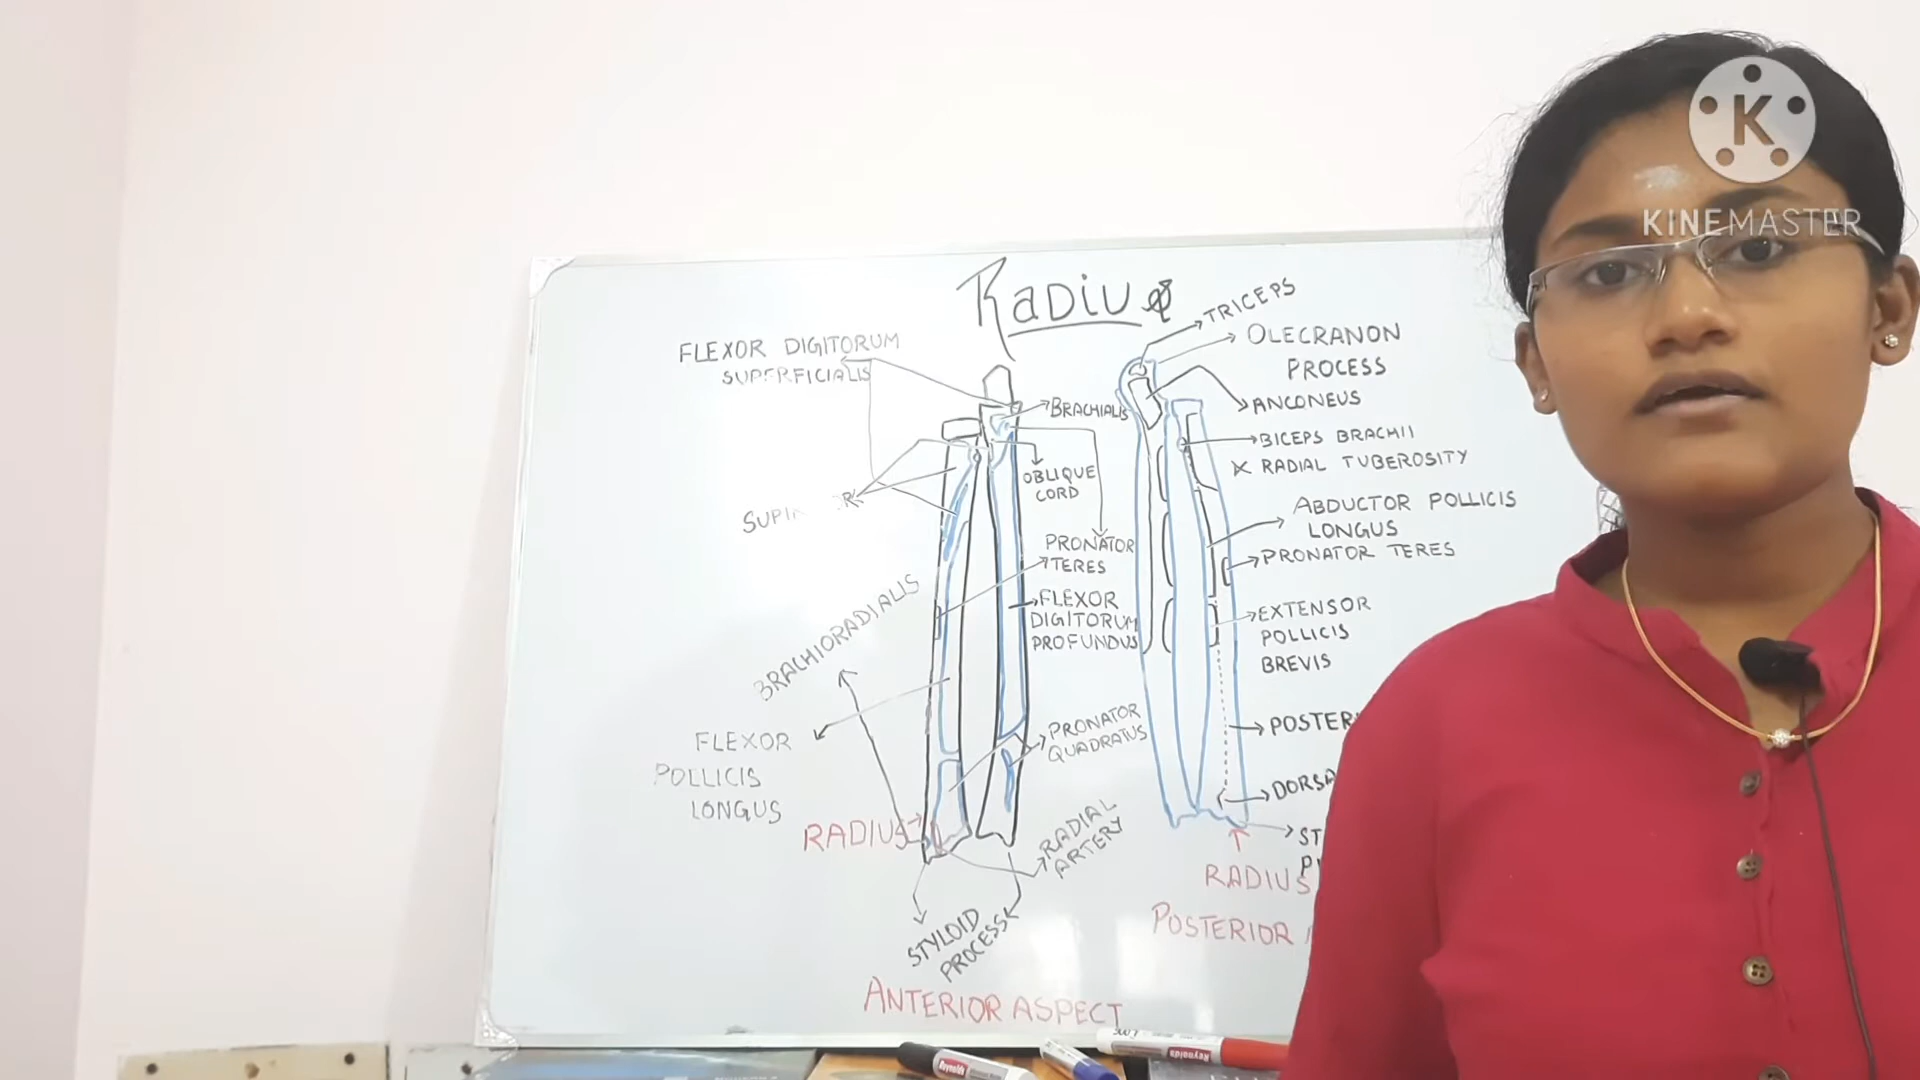 K
KINEMASTER
Radius
FLEXOR DIGITORUM
SUPERFICIALIS
BRACHIALIS
OBLIQUE
CORD
PRONATOR
TERES
FLEXOR
DIGITORUM
PROFUNDUS
BRACHIORADIALIS
FLEXOR
POLLICIS
LONGUS
PRONATOR
QUADRATUS
RADIUS
RADIAL
ARTERY
STYLOID
PROCESS
ANTERIOR ASPECT
TRICEPS
OLECRANON
PROCESS
ANCONEUS
BICEPS BRACHII
RADIAL TUBEROSITY
ABDUCTOR POLLICIS
LONGUS
PRONATOR TERES
EXTENSOR
POLLICIS
BREVIS
RADIUS
POSTERIOR
Reynolds
Reynolds